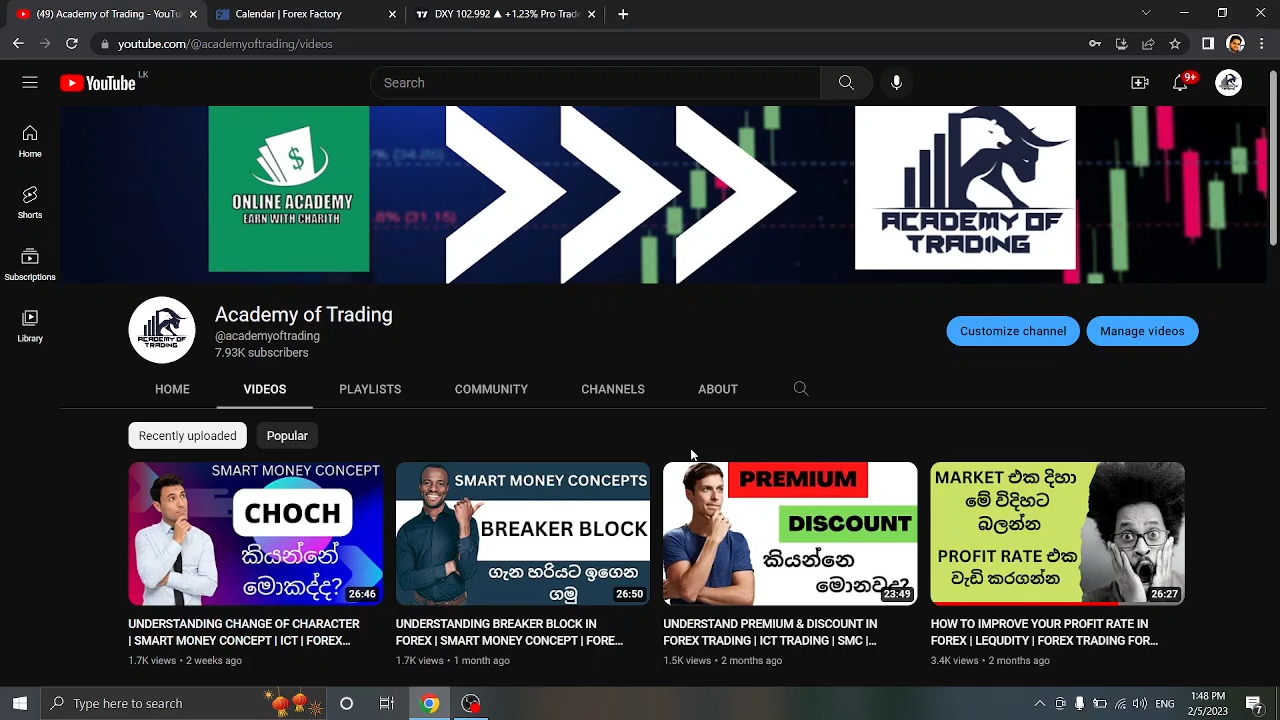 (49) Academy of Trading - YouTu
Calendar | Forex Factory
DXY 102.992 ▲ +1.23% Pro Trad
youtube.com/@academyoftrading/videos
YouTube LK
Search
9+
Home
Shorts
Subscriptions
Library
$
ONLINE ACADEMY
EARN WITH CHARITH
ACADEMY OF
TRADING
ACADEMY OF
TRADING
Academy of Trading
@academyoftrading
7.93K subscribers
Customize channel
Manage videos
HOME
VIDEOS
PLAYLISTS
COMMUNITY
CHANNELS
ABOUT
Recently uploaded
Popular
SMART MONEY CONCEPT
CHOCH
කියන්නේ
මොකද්ද?
26:46
SMART MONEY CONCEPTS
BREAKER BLOCK
ගැන හරියට ඉගෙන
ගමු
26:50
PREMIUM
DISCOUNT
කියන්නෙ
මොනවද?
23:49
MARKET එක දිහා
මේ විදිහට
බලන්න
PROFIT RATE එක
වැඩි කරගන්න
26:27
UNDERSTANDING CHANGE OF CHARACTER
| SMART MONEY CONCEPT | ICT | FOREX...
1.7K views • 2 weeks ago
UNDERSTANDING BREAKER BLOCK IN
FOREX | SMART MONEY CONCEPT | FORE...
1.7K views • 1 month ago
UNDERSTAND PREMIUM & DISCOUNT IN
FOREX TRADING | ICT TRADING | SMC |...
1.5K views • 2 months ago
HOW TO IMPROVE YOUR PROFIT RATE IN
FOREX | LEQUDITY | FOREX TRADING FOR...
3.4K views • 2 months ago
Type here to search
1:48 PM
2/5/2023